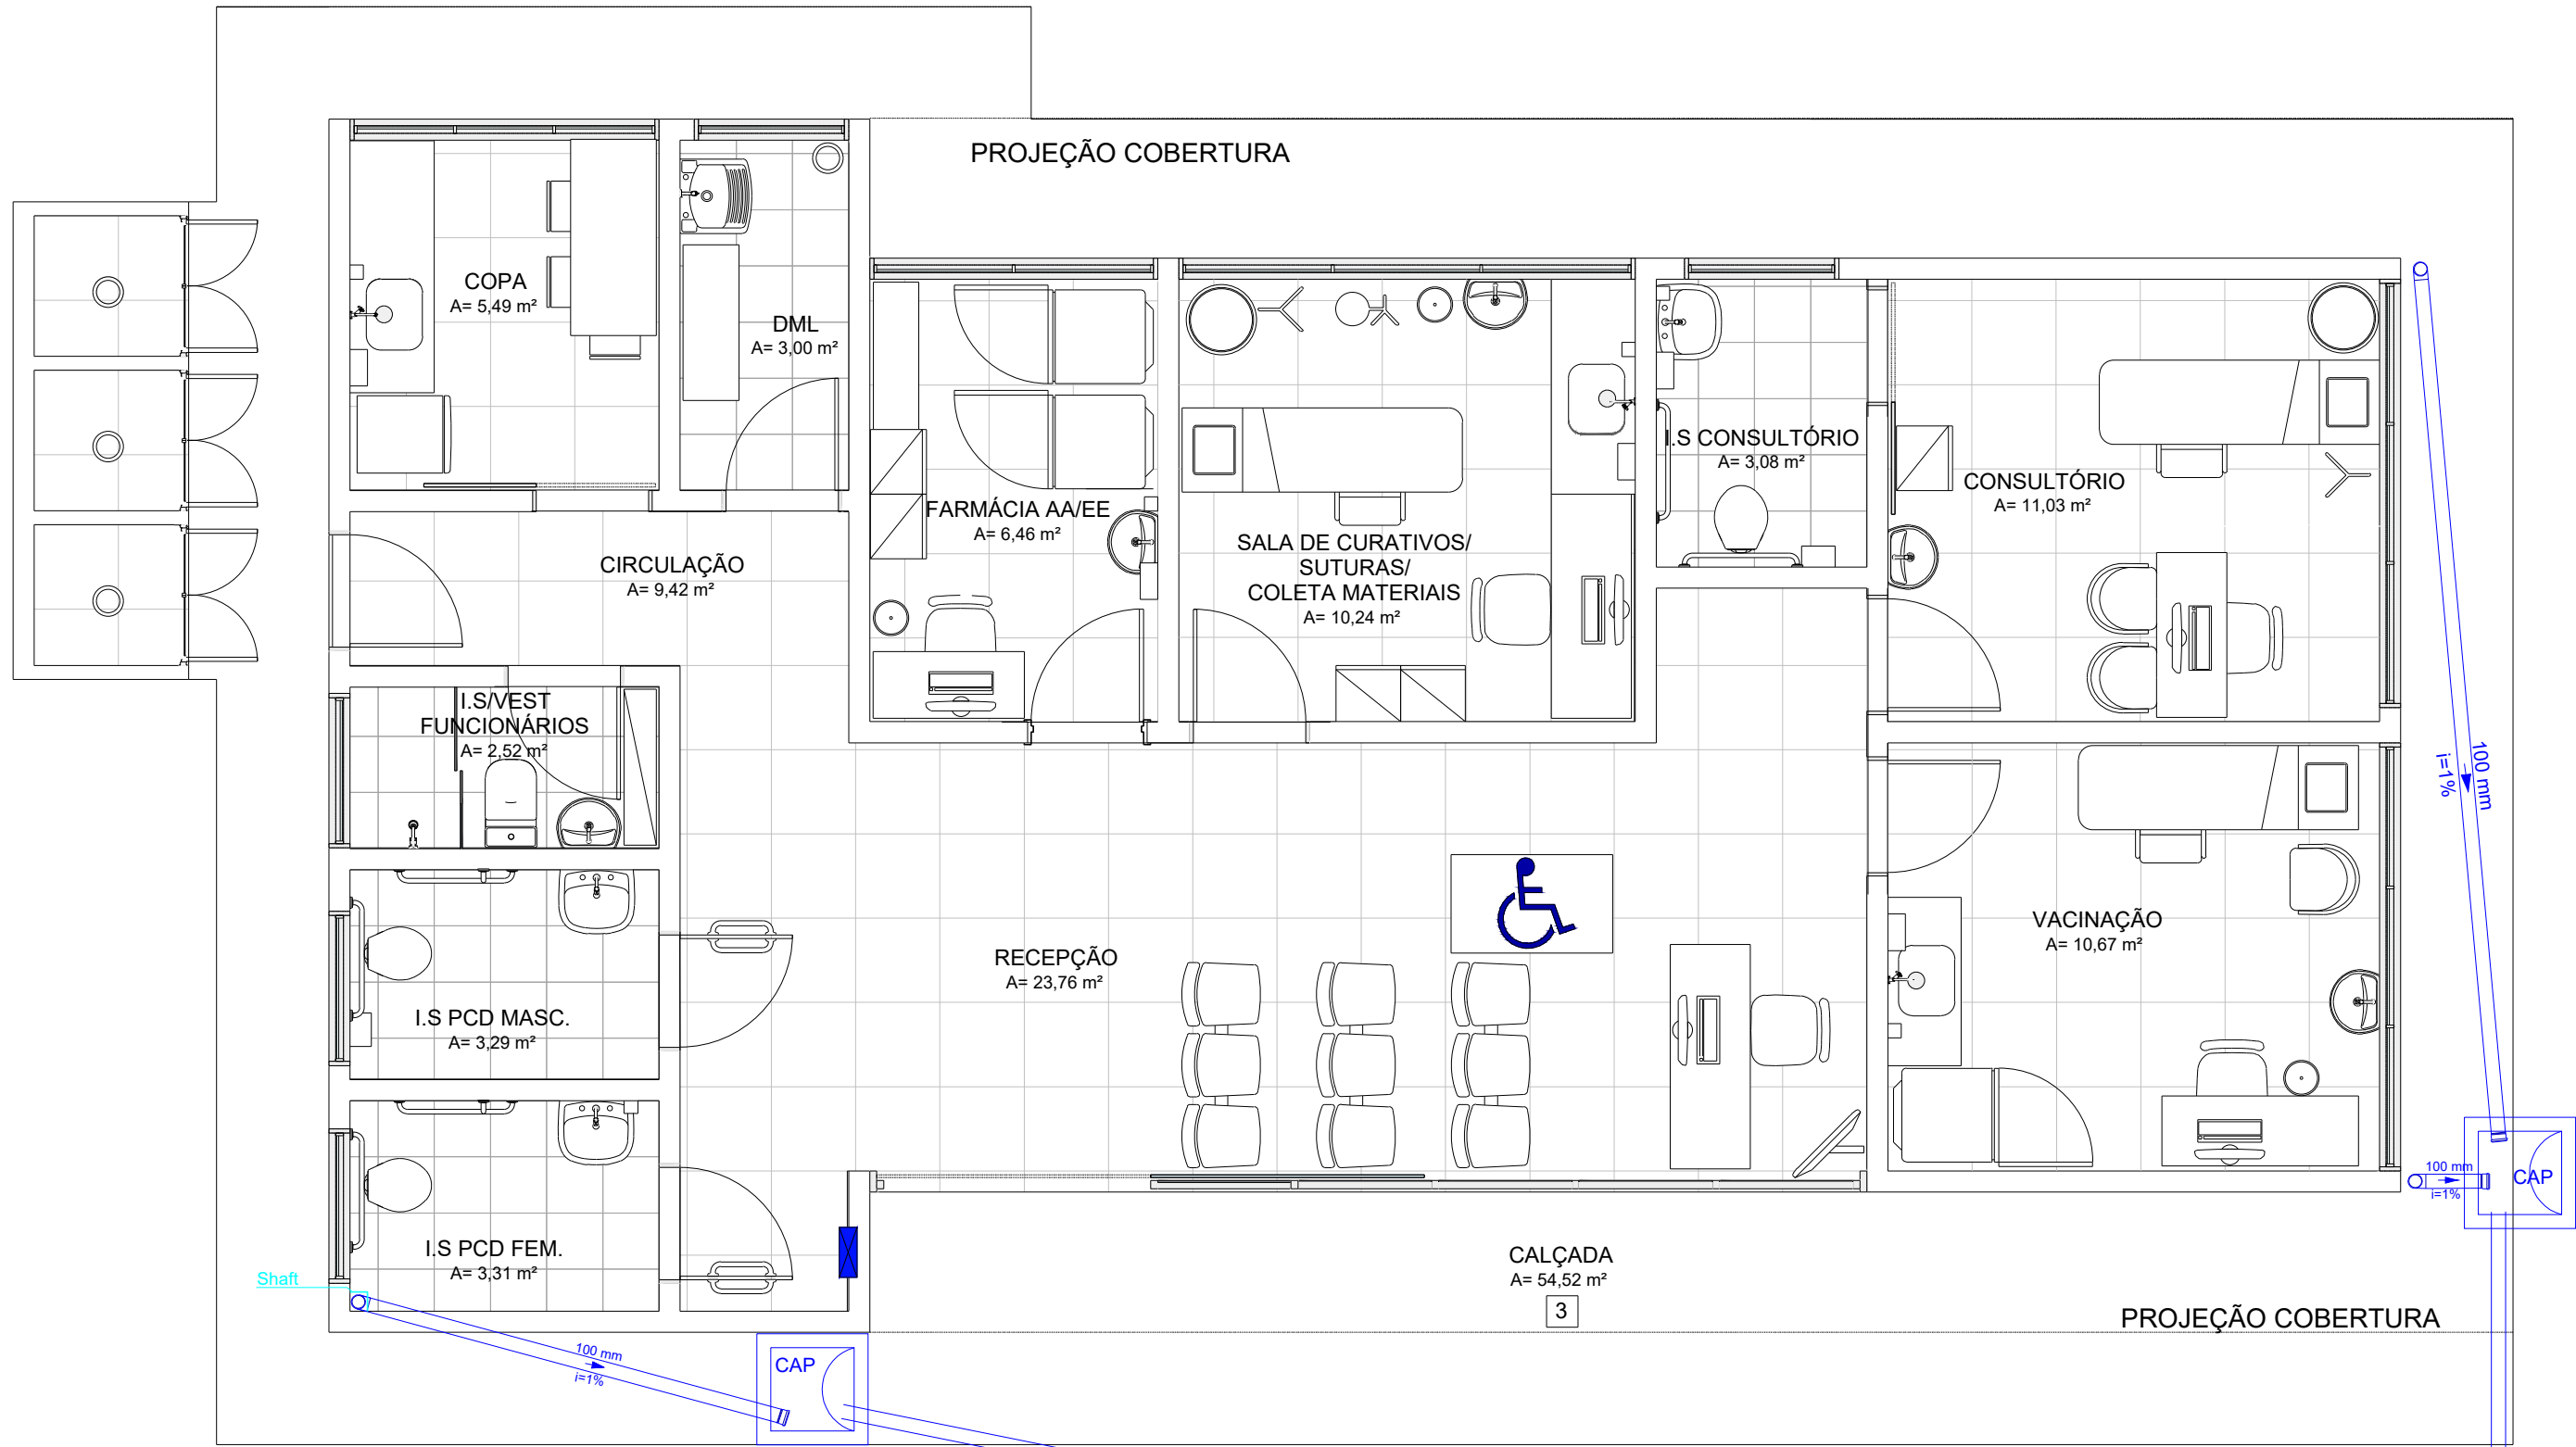 PROJEÇÃO COBERTURA
COPA
A= 5,49 m²
DML
A= 3,00 m²
I.S CONSULTÓRIO
A= 3,08 m²
CONSULTÓRIO
A= 11,03 m²
FARMÁCIA AA/EE
A= 6,46 m²
SALA DE CURATIVOS/
SUTURAS/
COLETA MATERIAIS
A= 10,24 m²
CIRCULAÇÃO
A= 9,42 m²
I.S/VEST
FUNCIONÁRIOS
A= 2,52 m²
100 mm
i=1%
VACINAÇÃO
A= 10,67 m²
RECEPÇÃO
A= 23,76 m²
I.S PCD MASC.
A= 3,29 m²
100 mm
i=1%
CAP
I.S PCD FEM.
A= 3,31 m²
Shaft
CALÇADA
A= 54,52 m²
3
PROJEÇÃO COBERTURA
100 mm
i=1%
CAP